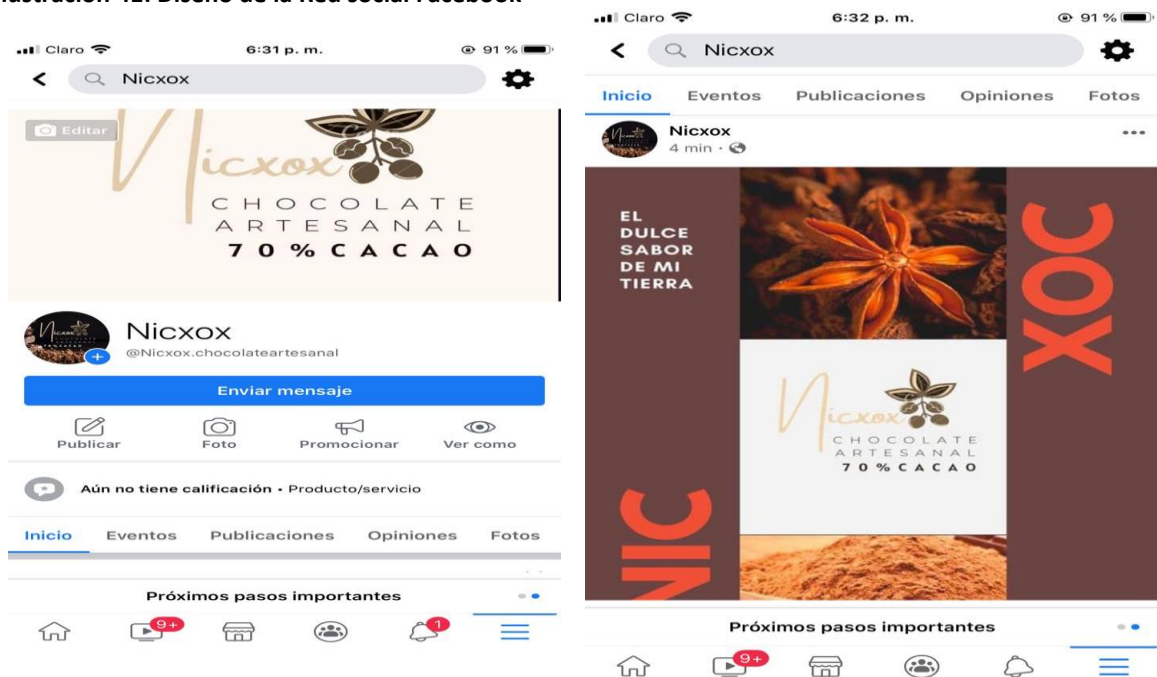 Ilustración 41: Diseño de la Red social Facebook
Claro 6:31 p. m. 91 %
Nicxox
Editar
Nicxox
CHOCOLATE
ARTESANAL
70%CACAO
Nicxox
@Nicxox.chocolateartesanal
Enviar mensaje
Publicar Foto Promocionar Ver como
Aún no tiene calificación · Producto/servicio
Inicio Eventos Publicaciones Opiniones Fotos
Próximos pasos importantes
9+ 1
Claro 6:32 p. m. 91 %
Nicxox
Inicio Eventos Publicaciones Opiniones Fotos
Nicxox
4 min ·
EL
DULCE
SABOR
DE MI
TIERRA
XOC
Nicxox
CHOCOLATE
ARTESANAL
70%CACAO
NIC
Próximos pasos importantes
9+